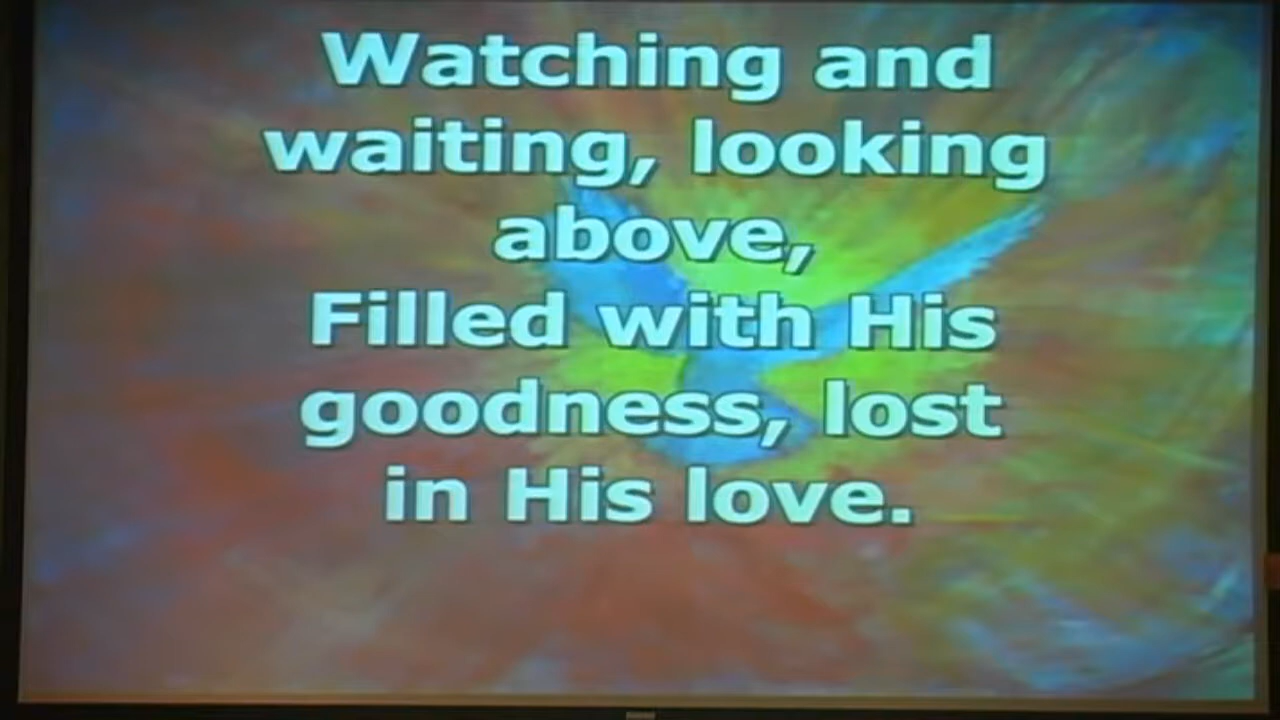 Watching and
waiting, looking
above,
Filled with His
goodness, lost
in His love.